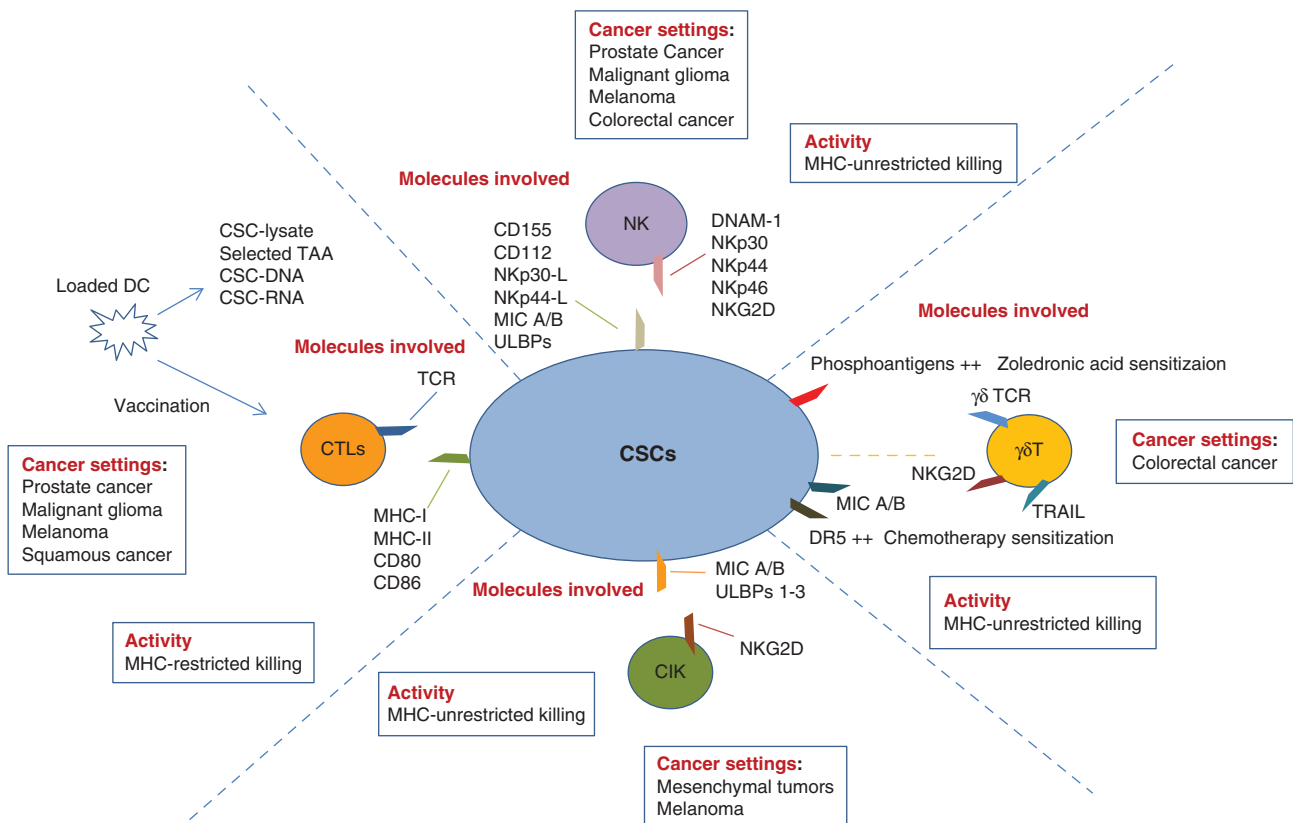 Cancer settings:
Prostate Cancer
Malignant glioma
Melanoma
Colorectal cancer
Activity
MHC-unrestricted killing
Molecules involved
NK
CD155
CD112
NKp30-L
NKp44-L
MIC A/B
ULBPs
DNAM-1
NKp30
NKp44
NKp46
NKG2D
Loaded DC
CSC-lysate
Selected TAA
CSC-DNA
CSC-RNA
Vaccination
Molecules involved
TCR
CTLs
Cancer settings:
Prostate cancer
Malignant glioma
Melanoma
Squamous cancer
MHC-I
MHC-II
CD80
CD86
Activity
MHC-restricted killing
CSCs
Molecules involved
Phosphoantigens ++ Zoledronic acid sensitizaion
γδ TCR
γδT
NKG2D
MIC A/B
TRAIL
DR5 ++ Chemotherapy sensitization
Cancer settings:
Colorectal cancer
Activity
MHC-unrestricted killing
Molecules involved
MIC A/B
ULBPs 1-3
NKG2D
CIK
Activity
MHC-unrestricted killing
Cancer settings:
Mesenchymal tumors
Melanoma